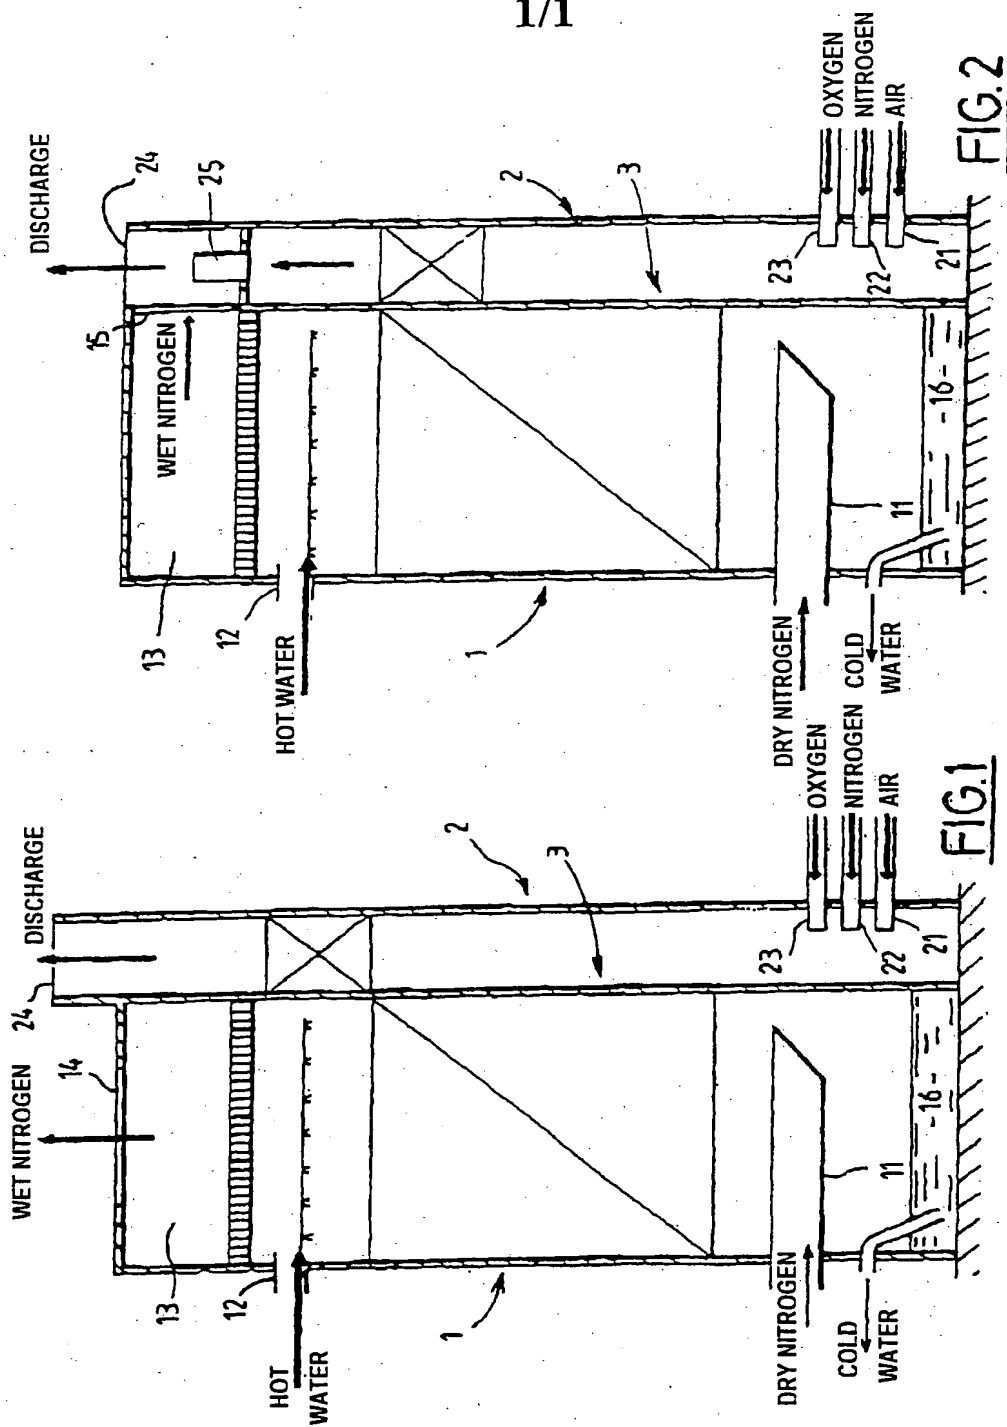 1/1
DISCHARGE
24
25
15
WET NITROGEN
13
12
HOT WATER
1
2
3
OXYGEN
NITROGEN
AIR
23
22
21
11
-16-
DRY NITROGEN
COLD
WATER
FIG.2
DISCHARGE
24
WET NITROGEN
14
13
12
HOT
WATER
1
2
3
OXYGEN
NITROGEN
AIR
23
22
21
11
-16-
DRY NITROGEN
COLD
WATER
FIG.1